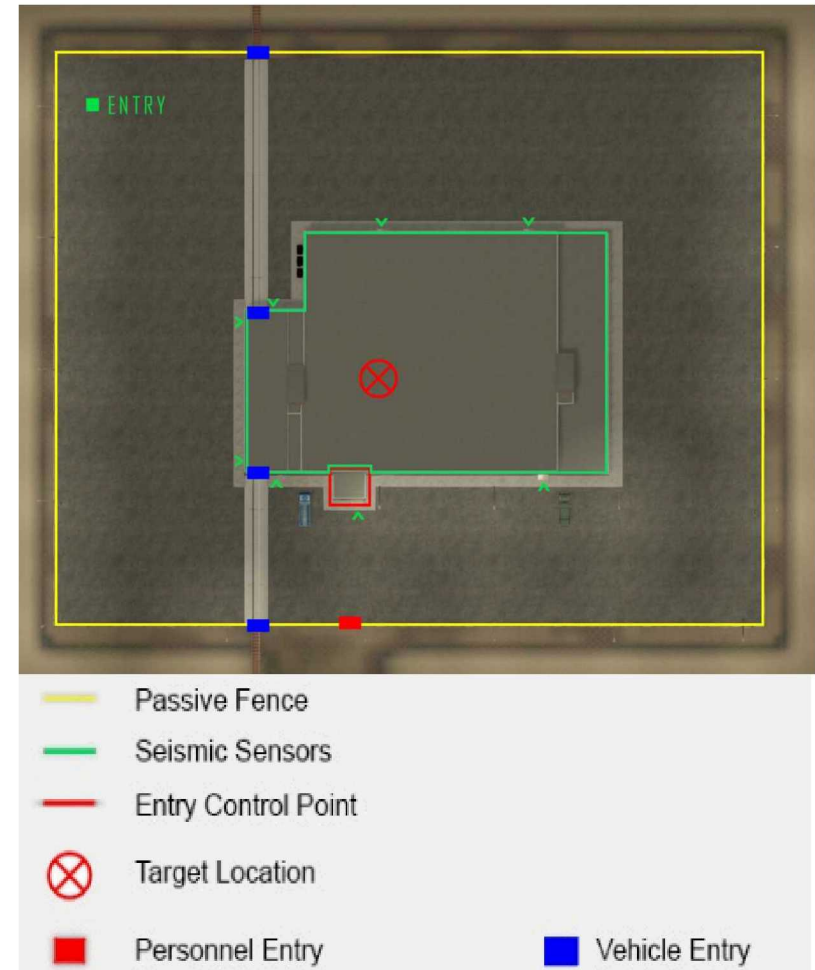 ENTRY
Passive Fence
Seismic Sensors
Entry Control Point
Target Location
Personnel Entry
Vehicle Entry